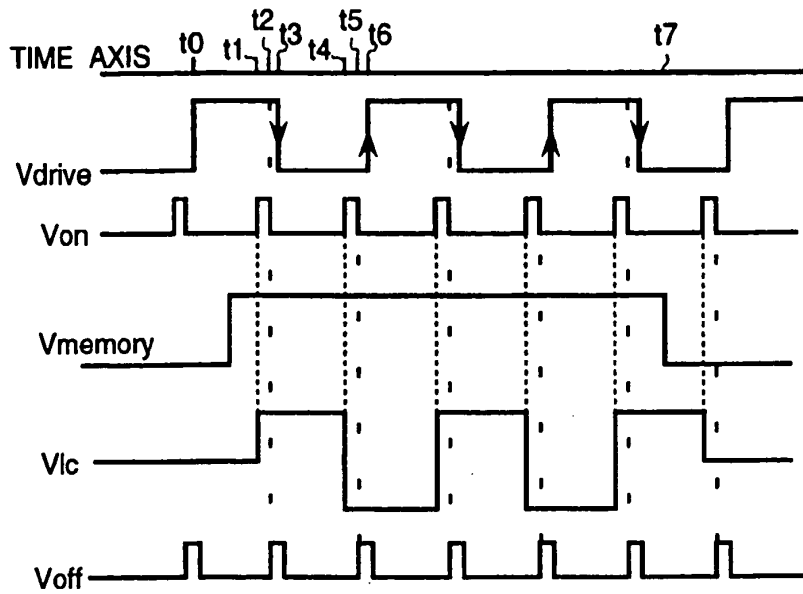 t0 t1 t2 t3 t4 t5 t6 t7
TIME AXIS
Vdrive
Von
Vmemory
Vlc
Voff